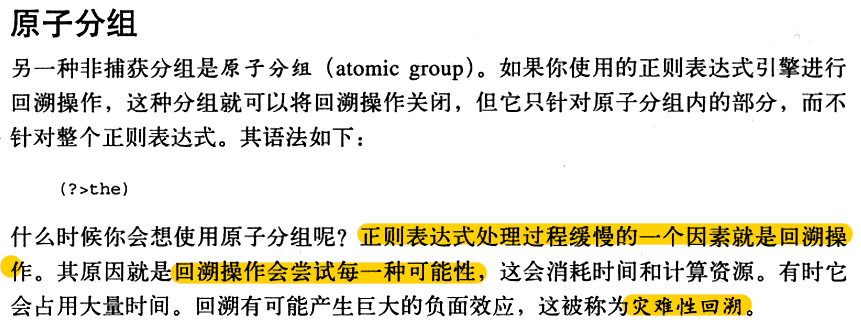 原子分组
另一种非捕获分组是原子分组（atomic group）。如果你使用的正则表达式引擎进行
回溯操作，这种分组就可以将回溯操作关闭，但它只针对原子分组内的部分，而不
针对整个正则表达式。其语法如下：
(?>the)
什么时候你会想使用原子分组呢？正则表达式处理过程缓慢的一个因素就是回溯操
作。其原因就是回溯操作会尝试每一种可能性，这会消耗时间和计算资源。有时它
会占用大量时间。回溯有可能产生巨大的负面效应，这被称为灾难性回溯。